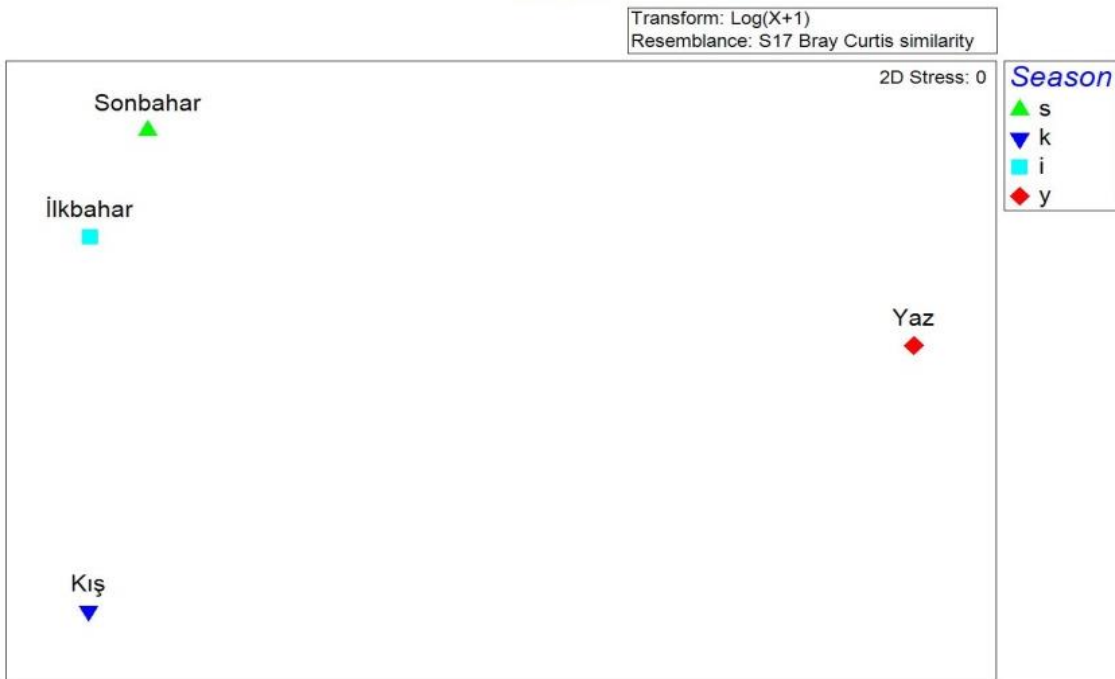 Transform: Log(X+1)
Resemblance: S17 Bray Curtis similarity
2D Stress: 0
Season
s
k
i
y
Sonbahar
İlkbahar
Yaz
Kış